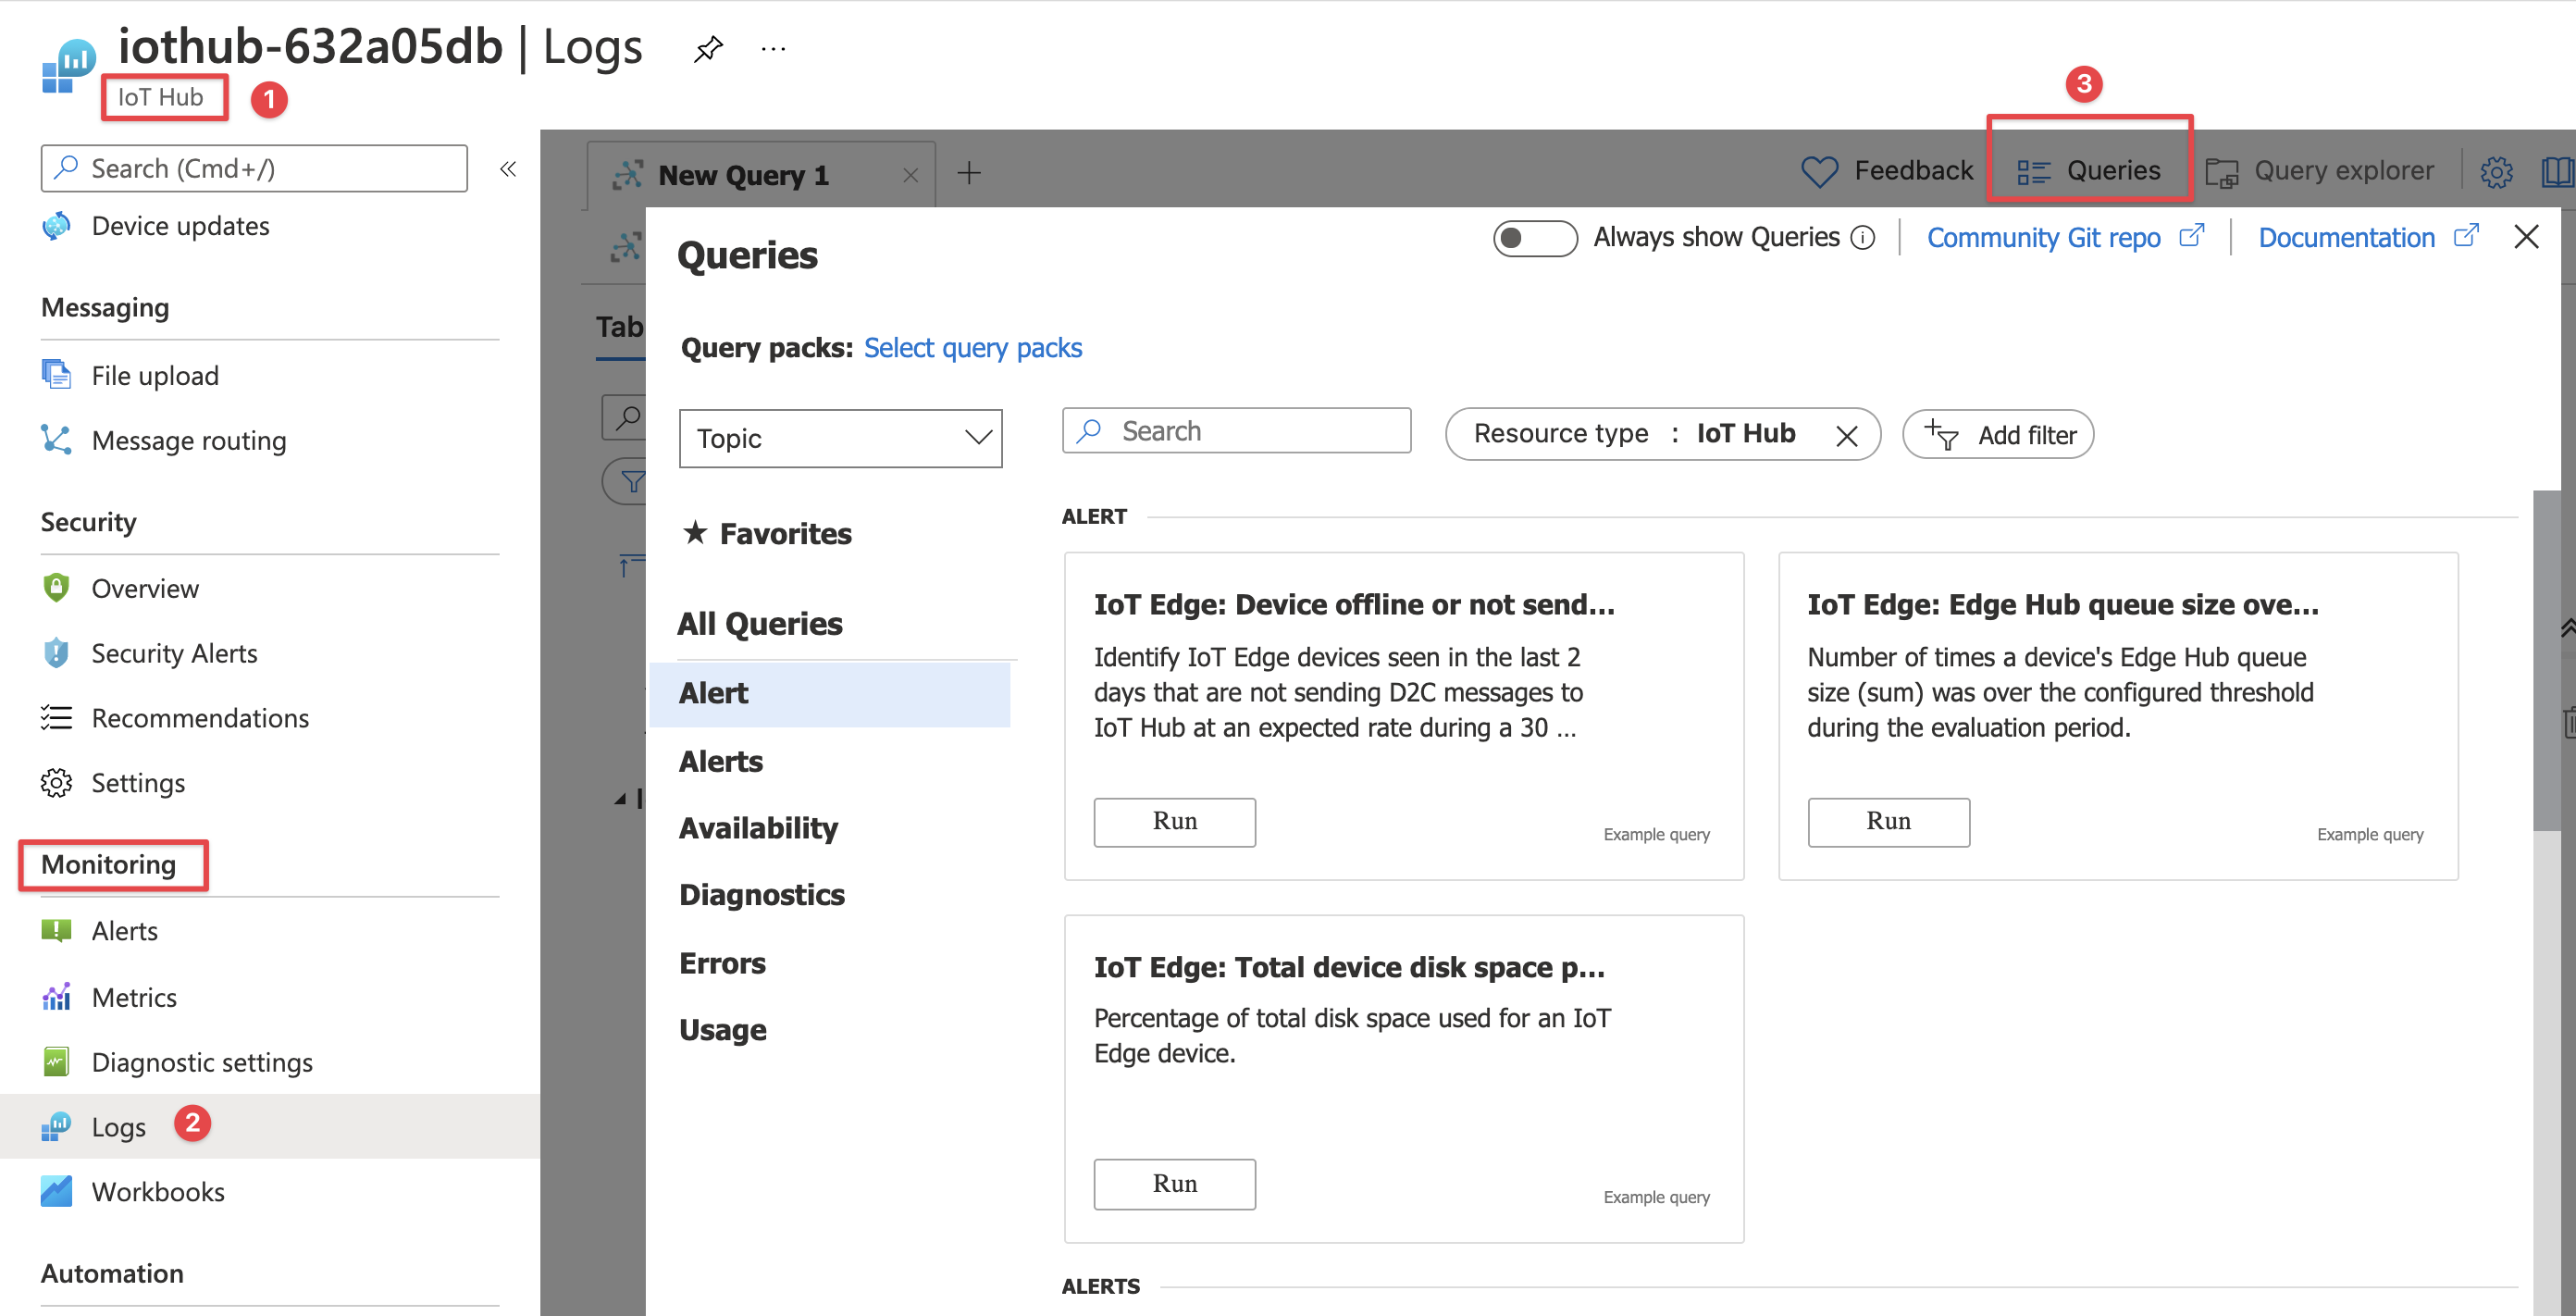 iothub-632a05db | Logs ...
IoT Hub
1
3
Search (Cmd+/)
Device updates
Messaging
File upload
Message routing
Security
Overview
Security Alerts
Recommendations
Settings
Monitoring
Alerts
Metrics
Diagnostic settings
Logs 2
Workbooks
Automation
New Query 1
Feedback
Queries
Query explorer
Tab
Queries
Always show Queries
Community Git repo
Documentation
Query packs: Select query packs
Topic
Search
Resource type : IoT Hub
Add filter
Favorites
All Queries
Alert
Alerts
Availability
Diagnostics
Errors
Usage
ALERT
IoT Edge: Device offline or not send...
Identify IoT Edge devices seen in the last 2
days that are not sending D2C messages to
IoT Hub at an expected rate during a 30 ...
Run
Example query
IoT Edge: Edge Hub queue size ove...
Number of times a device's Edge Hub queue
size (sum) was over the configured threshold
during the evaluation period.
Run
Example query
IoT Edge: Total device disk space p...
Percentage of total disk space used for an IoT
Edge device.
Run
Example query
ALERTS